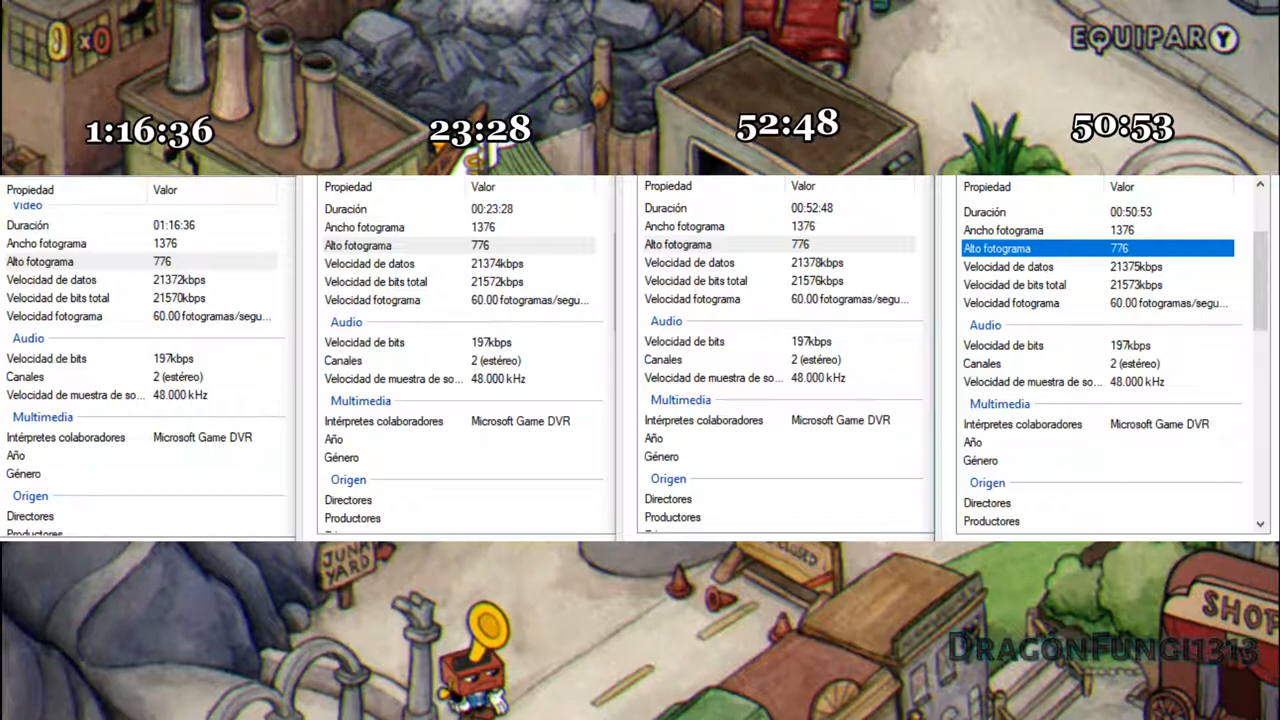 0 x0
EQUIPAR Y
1:16:36
23:28
52:48
50:53
Propiedad Valor
Vídeo
Duración 01:16:36
Ancho fotograma 1376
Alto fotograma 776
Velocidad de datos 21372kbps
Velocidad de bits total 21570kbps
Velocidad fotograma 60.00 fotogramas/segu...
Audio
Velocidad de bits 197kbps
Canales 2 (estéreo)
Velocidad de muestra de so... 48.000 kHz
Multimedia
Intérpretes colaboradores Microsoft Game DVR
Año
Género
Origen
Directores
Productores
Propiedad Valor
Duración 00:23:28
Ancho fotograma 1376
Alto fotograma 776
Velocidad de datos 21374kbps
Velocidad de bits total 21572kbps
Velocidad fotograma 60.00 fotogramas/segu...
Audio
Velocidad de bits 197kbps
Canales 2 (estéreo)
Velocidad de muestra de so... 48.000 kHz
Multimedia
Intérpretes colaboradores Microsoft Game DVR
Año
Género
Origen
Directores
Productores
Propiedad Valor
Duración 00:52:48
Ancho fotograma 1376
Alto fotograma 776
Velocidad de datos 21378kbps
Velocidad de bits total 21576kbps
Velocidad fotograma 60.00 fotogramas/segu...
Audio
Velocidad de bits 197kbps
Canales 2 (estéreo)
Velocidad de muestra de so... 48.000 kHz
Multimedia
Intérpretes colaboradores Microsoft Game DVR
Año
Género
Origen
Directores
Productores
Propiedad Valor
Duración 00:50:53
Ancho fotograma 1376
Alto fotograma 776
Velocidad de datos 21375kbps
Velocidad de bits total 21573kbps
Velocidad fotograma 60.00 fotogramas/segu...
Audio
Velocidad de bits 197kbps
Canales 2 (estéreo)
Velocidad de muestra de so... 48.000 kHz
Multimedia
Intérpretes colaboradores Microsoft Game DVR
Año
Género
Origen
Directores
Productores
JUNK
YARD
CLOSED
SHOP
DRAGONFUNGI1313